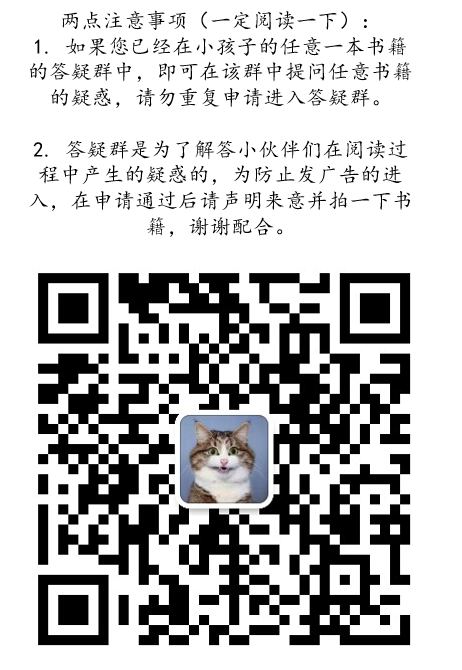 两点注意事项（一定阅读一下）：
1. 如果您已经在小孩子的任意一本书籍
的答疑群中，即可在该群中提问任意书籍
的疑惑，请勿重复申请进入答疑群。
2. 答疑群是为了解答小伙伴们在阅读过
程中产生的疑惑的，为防止发广告的进
入，在申请通过后请声明来意并拍一下书
籍，谢谢配合。